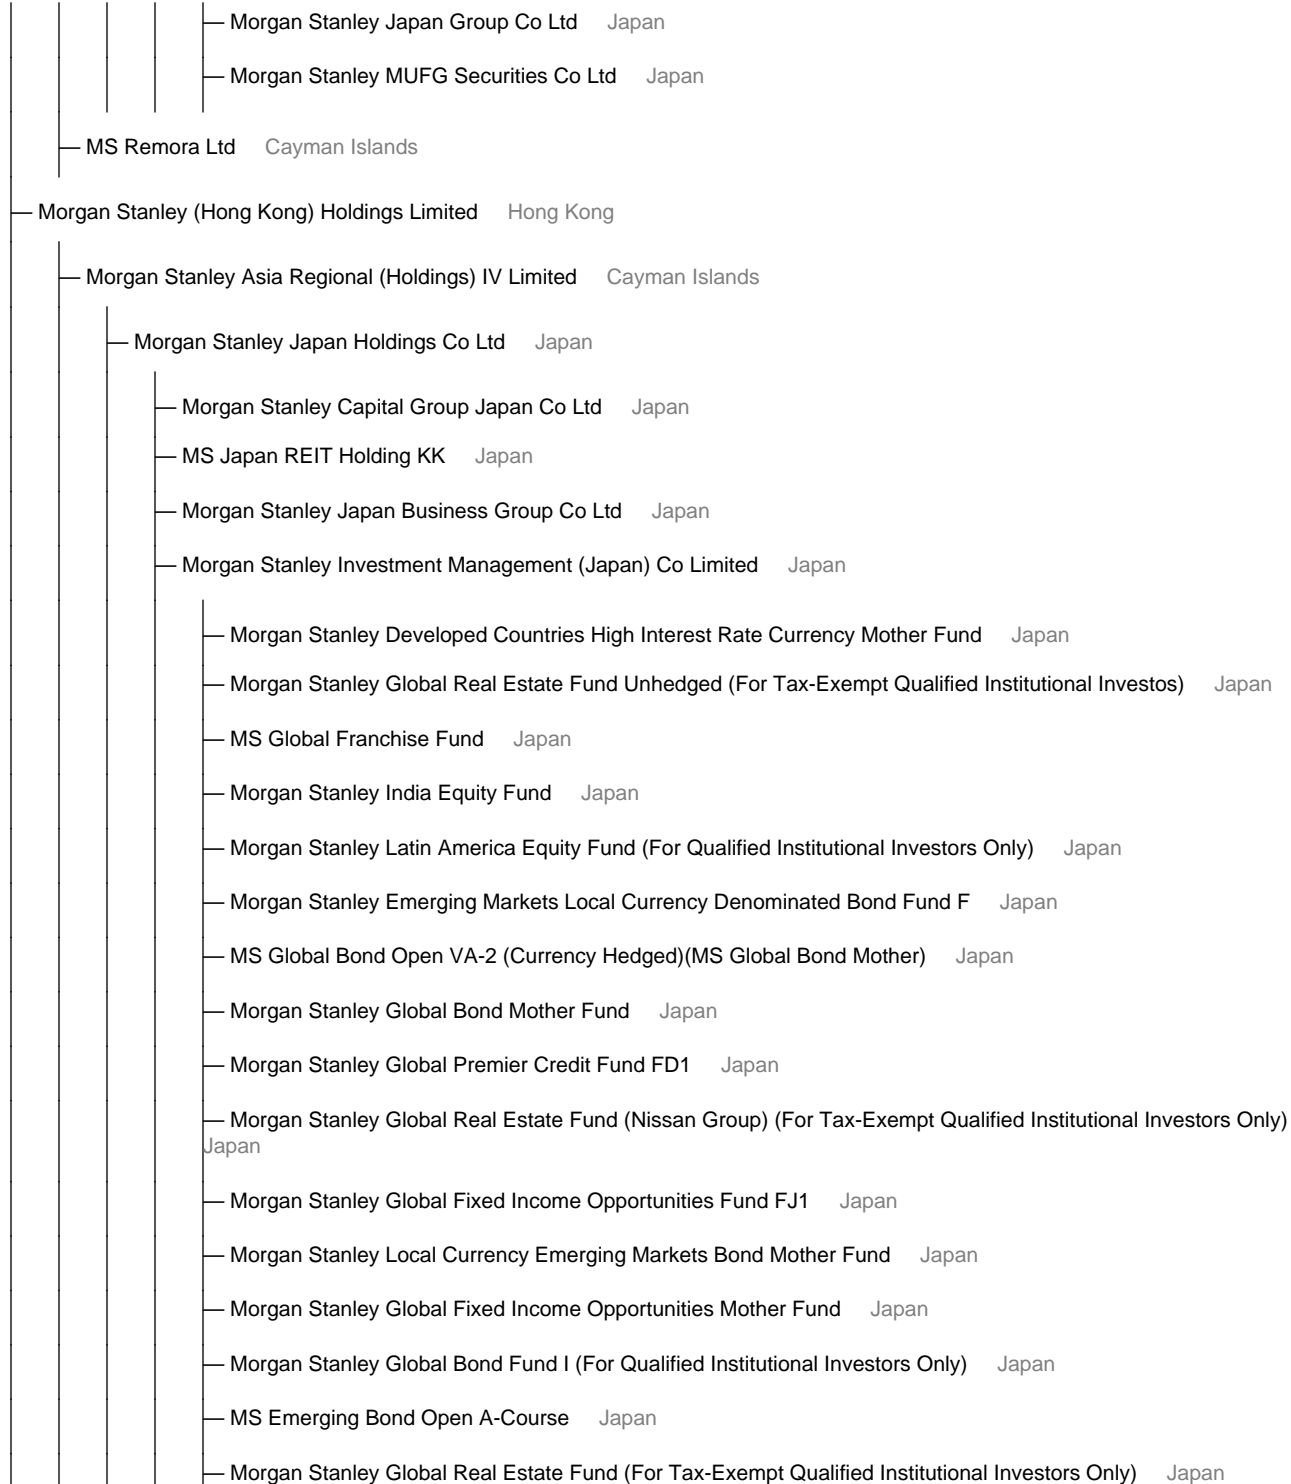 Morgan Stanley Japan Group Co Ltd Japan
Morgan Stanley MUFG Securities Co Ltd Japan
MS Remora Ltd Cayman Islands
Morgan Stanley (Hong Kong) Holdings Limited Hong Kong
Morgan Stanley Asia Regional (Holdings) IV Limited Cayman Islands
Morgan Stanley Japan Holdings Co Ltd Japan
Morgan Stanley Capital Group Japan Co Ltd Japan
MS Japan REIT Holding KK Japan
Morgan Stanley Japan Business Group Co Ltd Japan
Morgan Stanley Investment Management (Japan) Co Limited Japan
Morgan Stanley Developed Countries High Interest Rate Currency Mother Fund Japan
Morgan Stanley Global Real Estate Fund Unhedged (For Tax-Exempt Qualified Institutional Investos) Japan
MS Global Franchise Fund Japan
Morgan Stanley India Equity Fund Japan
Morgan Stanley Latin America Equity Fund (For Qualified Institutional Investors Only) Japan
Morgan Stanley Emerging Markets Local Currency Denominated Bond Fund F Japan
MS Global Bond Open VA-2 (Currency Hedged)(MS Global Bond Mother) Japan
Morgan Stanley Global Bond Mother Fund Japan
Morgan Stanley Global Premier Credit Fund FD1 Japan
Morgan Stanley Global Real Estate Fund (Nissan Group) (For Tax-Exempt Qualified Institutional Investors Only)
Japan
Morgan Stanley Global Fixed Income Opportunities Fund FJ1 Japan
Morgan Stanley Local Currency Emerging Markets Bond Mother Fund Japan
Morgan Stanley Global Fixed Income Opportunities Mother Fund Japan
Morgan Stanley Global Bond Fund I (For Qualified Institutional Investors Only) Japan
MS Emerging Bond Open A-Course Japan
Morgan Stanley Global Real Estate Fund (For Tax-Exempt Qualified Institutional Investors Only) Japan